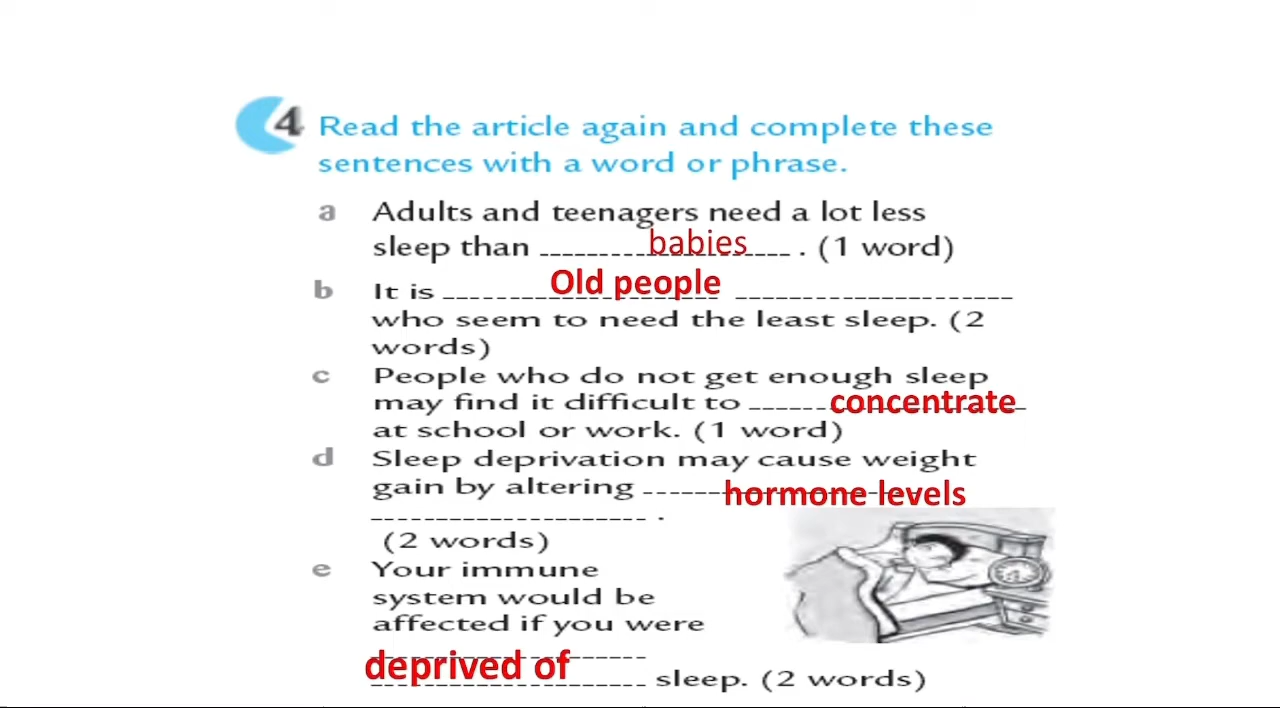 4 Read the article again and complete these
sentences with a word or phrase.
a Adults and teenagers need a lot less
sleep than babies. (1 word)
b It is Old people
who seem to need the least sleep. (2
words)
c People who do not get enough sleep
may find it difficult to concentrate
at school or work. (1 word)
d Sleep deprivation may cause weight
gain by altering hormone levels
.
(2 words)
e Your immune
system would be
affected if you were
deprived of sleep. (2 words)